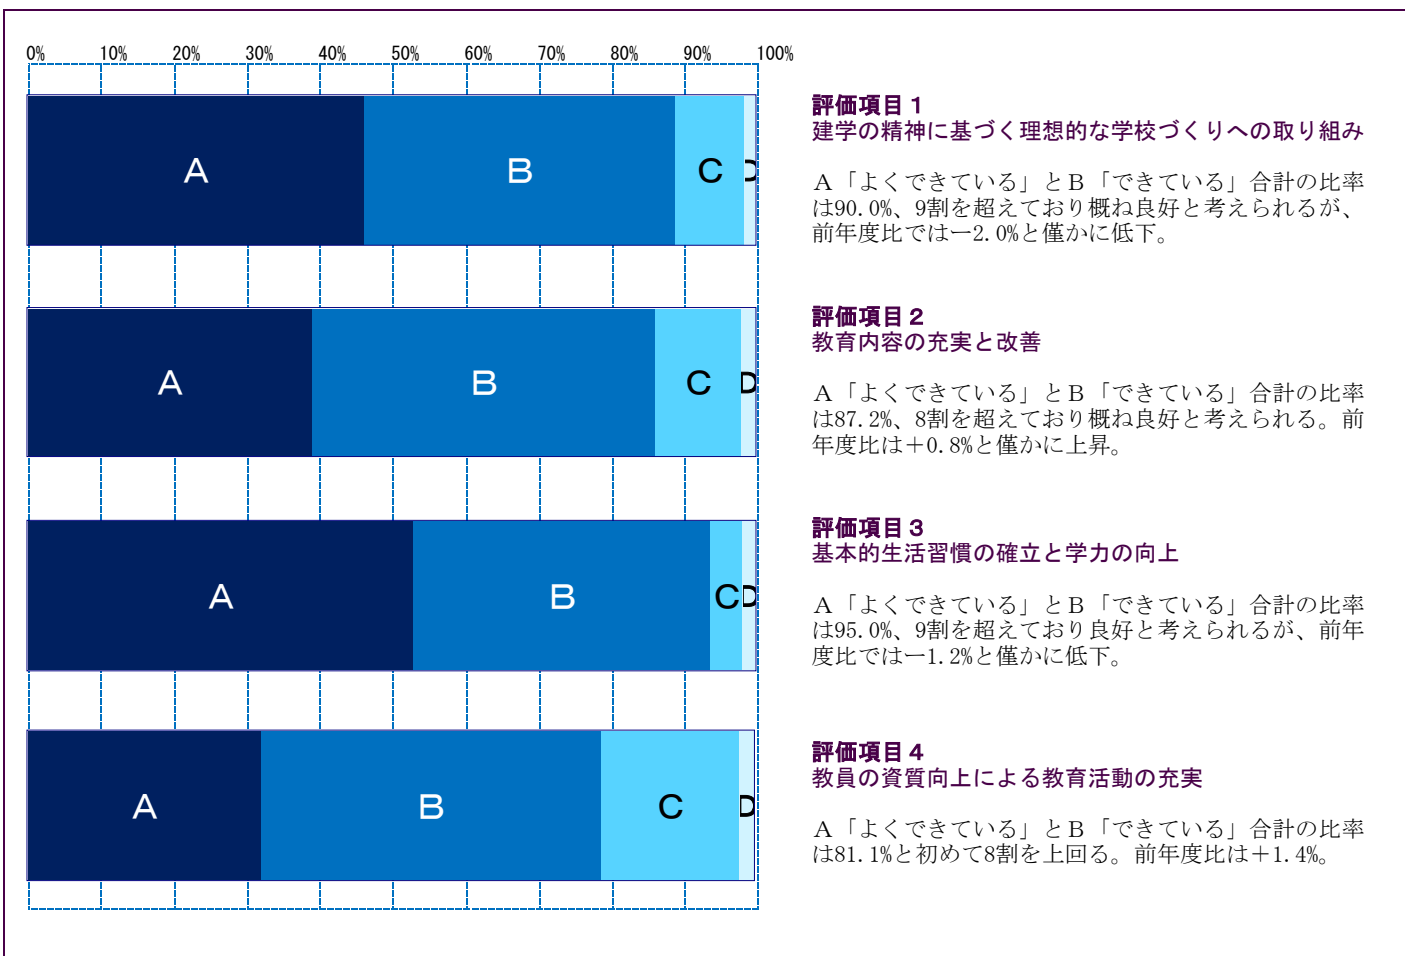 0% 10% 20% 30% 40% 50% 60% 70% 80% 90% 100%
A B C D
評価項目１
建学の精神に基づく理想的な学校づくりへの取り組み
Ａ「よくできている」とＢ「できている」合計の比率
は90.0%、9割を超えており概ね良好と考えられるが、
前年度比ではー2.0%と僅かに低下。
A B C D
評価項目２
教育内容の充実と改善
Ａ「よくできている」とＢ「できている」合計の比率
は87.2%、8割を超えており概ね良好と考えられる。前
年度比は＋0.8%と僅かに上昇。
A B C D
評価項目３
基本的生活習慣の確立と学力の向上
Ａ「よくできている」とＢ「できている」合計の比率
は95.0%、9割を超えており良好と考えられるが、前年
度比ではー1.2%と僅かに低下。
A B C D
評価項目４
教員の資質向上による教育活動の充実
Ａ「よくできている」とＢ「できている」合計の比率
は81.1%と初めて8割を上回る。前年度比は＋1.4%。